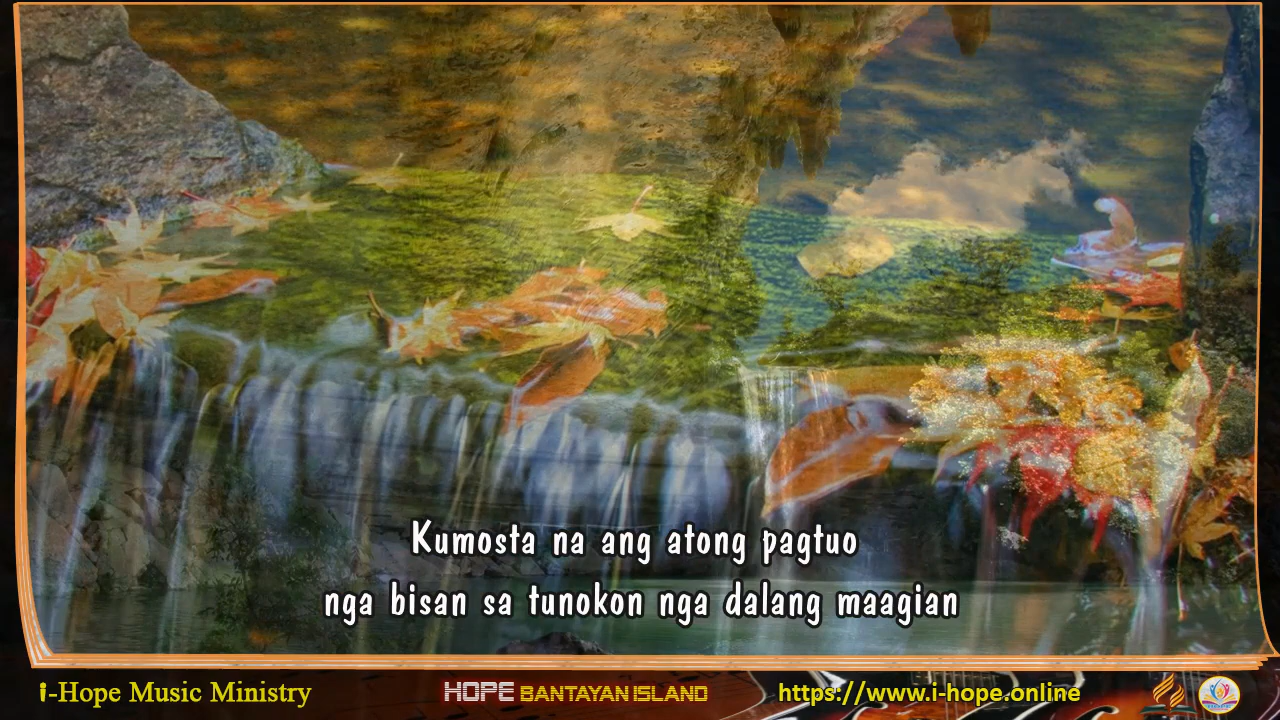 Kumosta na ang atong pagtuo
nga bisan sa tunokon nga dalang maagian
i-Hope Music Ministry
HOPE BANTAYAN ISLAND
https://www.i-hope.online